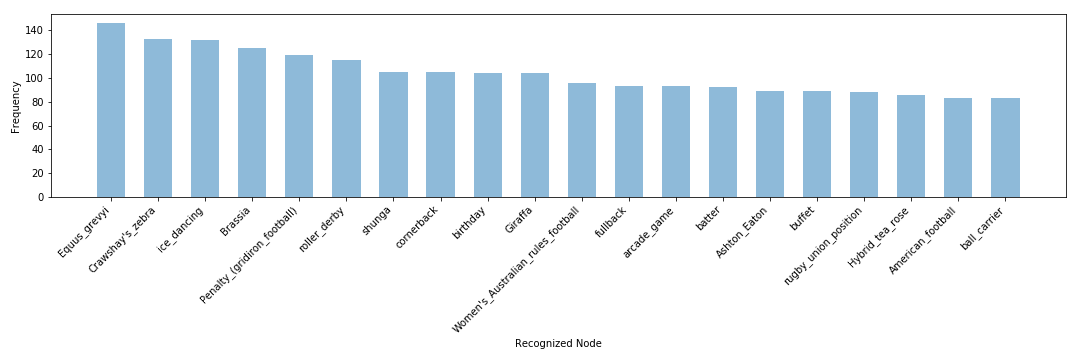 140
120
100
80
60
40
20
0
Frequency
Equus_grevyi
Crawshay's_zebra
ice_dancing
Brassia
Penalty_(gridiron_football)
roller_derby
shunga
cornerback
birthday
Giraffa
Women's_Australian_rules_football
fullback
arcade_game
batter
Ashton_Eaton
buffet
rugby_union_position
Hybrid_tea_rose
American_football
ball_carrier
Recognized Node